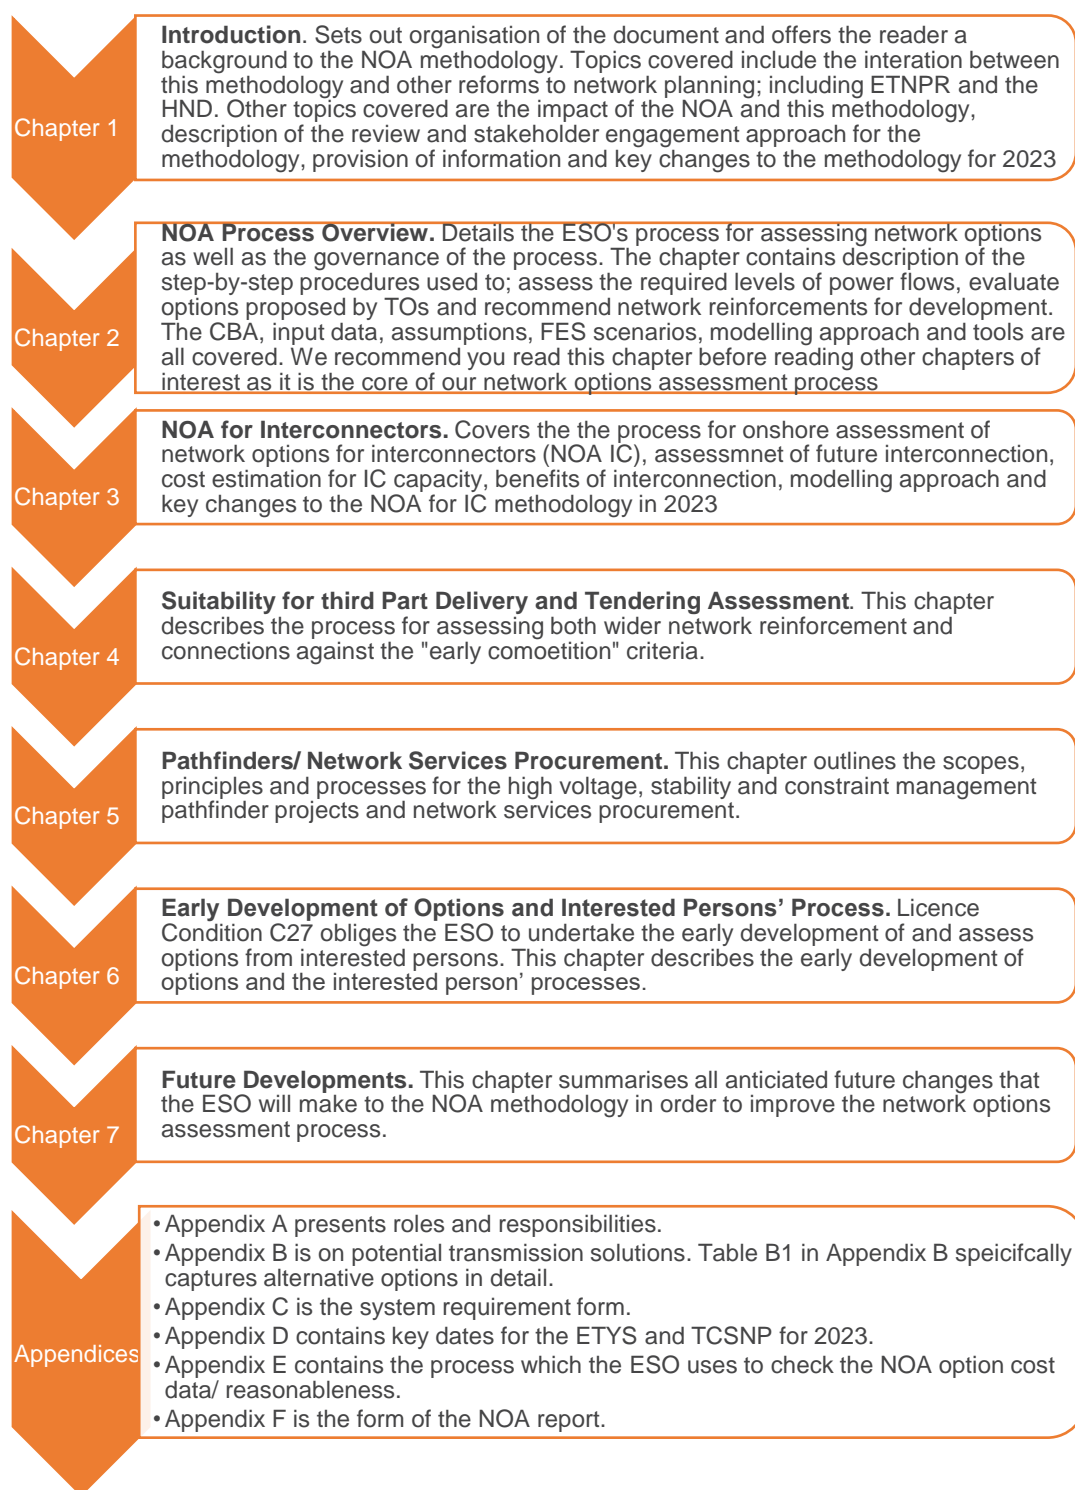 Chapter 1
Introduction. Sets out organisation of the document and offers the reader a
background to the NOA methodology. Topics covered include the interation between
this methodology and other reforms to network planning; including ETNPR and the
HND. Other topics covered are the impact of the NOA and this methodology,
description of the review and stakeholder engagement approach for the
methodology, provision of information and key changes to the methodology for 2023
Chapter 2
NOA Process Overview. Details the ESO's process for assessing network options
as well as the governance of the process. The chapter contains description of the
step-by-step procedures used to; assess the required levels of power flows, evaluate
options proposed by TOs and recommend network reinforcements for development.
The CBA, input data, assumptions, FES scenarios, modelling approach and tools are
all covered. We recommend you read this chapter before reading other chapters of
interest as it is the core of our network options assessment process
Chapter 3
NOA for Interconnectors. Covers the the process for onshore assessment of
network options for interconnectors (NOA IC), assessmnet of future interconnection,
cost estimation for IC capacity, benefits of interconnection, modelling approach and
key changes to the NOA for IC methodology in 2023
Chapter 4
Suitability for third Part Delivery and Tendering Assessment. This chapter
describes the process for assessing both wider network reinforcement and
connections against the "early comoetition" criteria.
Chapter 5
Pathfinders/ Network Services Procurement. This chapter outlines the scopes,
principles and processes for the high voltage, stability and constraint management
pathfinder projects and network services procurement.
Chapter 6
Early Development of Options and Interested Persons' Process. Licence
Condition C27 obliges the ESO to undertake the early development of and assess
options from interested persons. This chapter describes the early development of
options and the interested person' processes.
Chapter 7
Future Developments. This chapter summarises all anticiated future changes that
the ESO will make to the NOA methodology in order to improve the network options
assessment process.
Appendices
• Appendix A presents roles and responsibilities.
• Appendix B is on potential transmission solutions. Table B1 in Appendix B speicifcally
captures alternative options in detail.
• Appendix C is the system requirement form.
• Appendix D contains key dates for the ETYS and TCSNP for 2023.
• Appendix E contains the process which the ESO uses to check the NOA option cost
data/ reasonableness.
• Appendix F is the form of the NOA report.